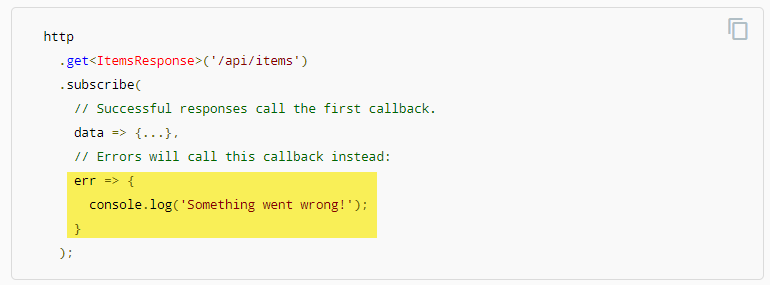 http
.get<ItemsResponse>('/api/items')
.subscribe(
// Successful responses call the first callback.
data => {...},
// Errors will call this callback instead:
err => {
console.log('Something went wrong!');
}
);